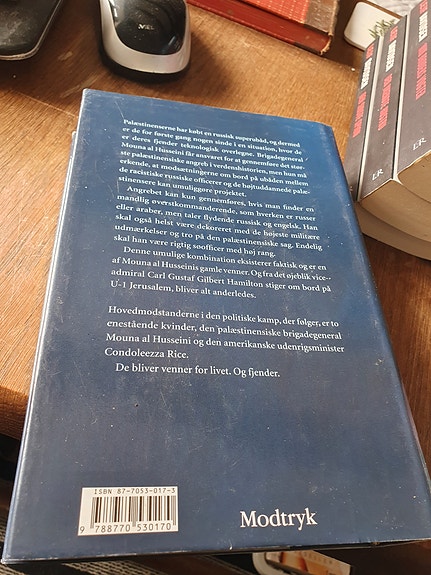 Palæstinenserne har købt en russisk superubåd, og dermed
er de for første gang nogen sinde i en situation, hvor de
er deres fjender teknologisk overlegne. Brigadegeneral
Mouna al Husseini får ansvaret for at gennemføre det stør-
ste palæstinensiske angreb i verdenshistorien, men hun må
erkende, at modsætningerne om bord på ubåden mellem
de racistiske russiske officerer og de højtuddannede palæ-
stinensere kan umuliggøre projektet.
Angrebet kan kun gennemføres, hvis man finder en
mandlig øverstkommanderende, som hverken er russer
eller araber, men taler flydende russisk og engelsk. Han
skal også helst være dekoreret med de højeste militære
udmærkelser og tro på den palæstinensiske sag. Endelig
skal han være rigtig søofficer med høj rang.
Denne umulige kombination eksisterer faktisk og er en
af Mouna al Husseinis gamle venner. Og fra det øjeblik vice-
admiral Carl Gustaf Gilbert Hamilton stiger om bord på
U-1 Jerusalem, bliver alt anderledes.
Hovedmodstanderne i den politiske kamp, der følger, er to
enestående kvinder, den palæstinensiske brigadegeneral
Mouna al Husseini og den amerikanske udenrigsminister
Condoleezza Rice.
De bliver venner for livet. Og fjender.
ISBN 87-7053-017-3
9 788770 530170
Modtryk
LR
LR